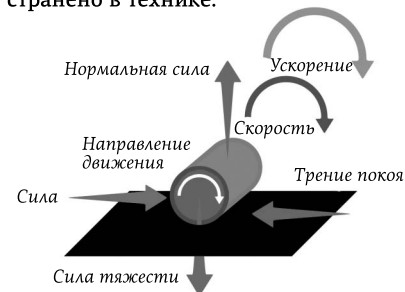 странено в технике.
Нормальная сила
Ускорение
Скорость
Направление
движения
Трение покоя
Сила
Сила тяжести